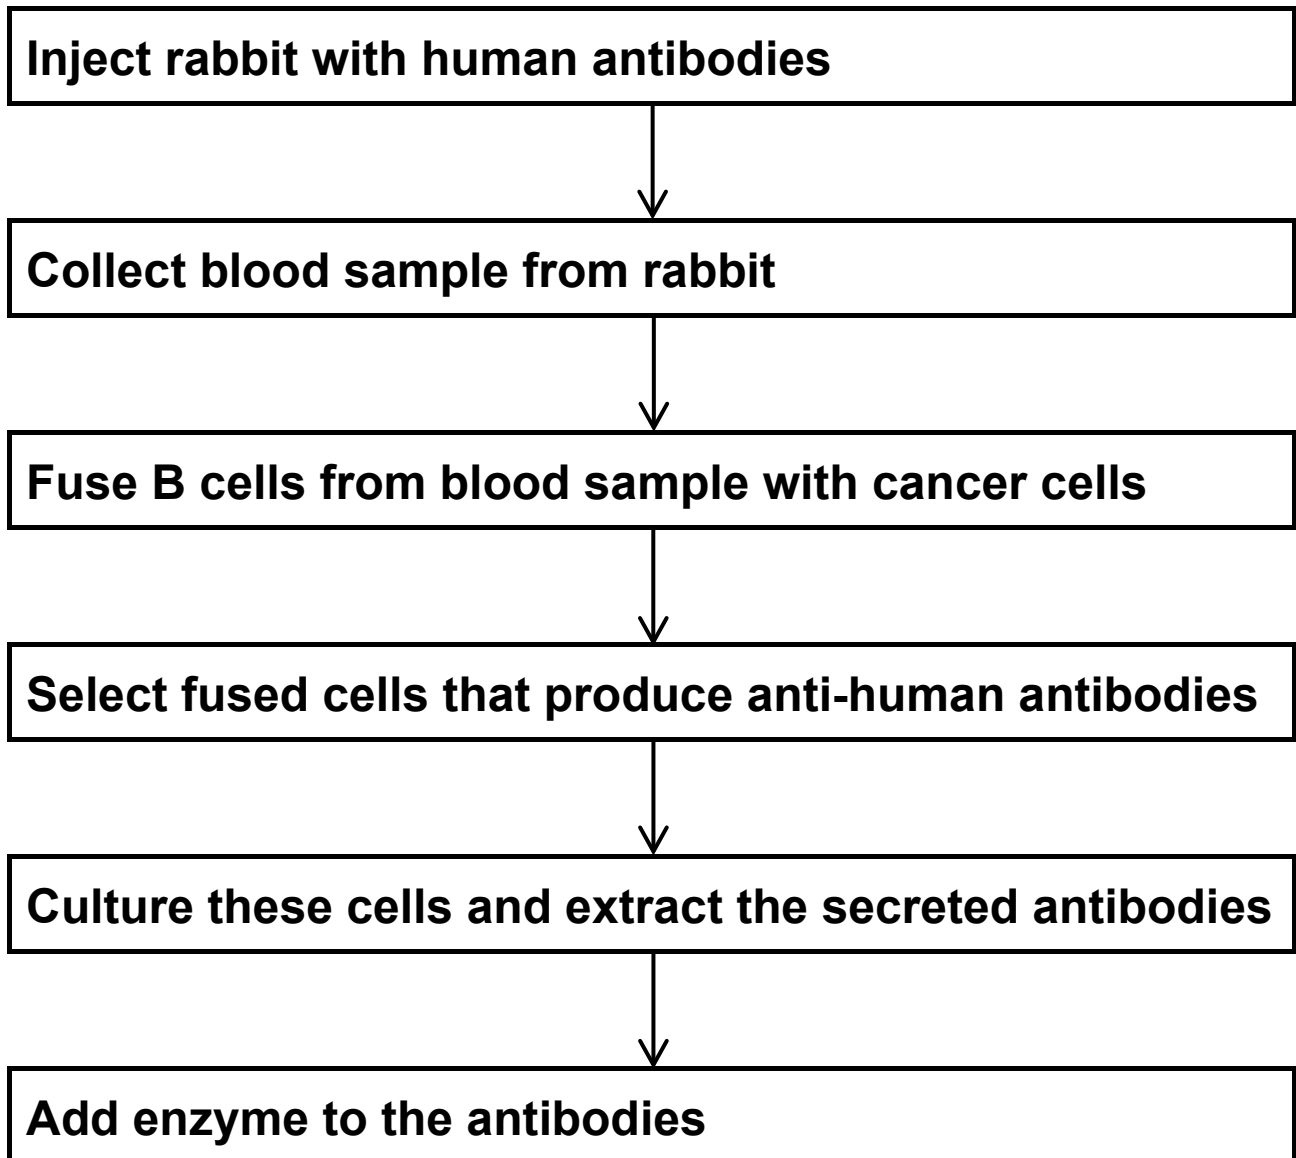 Inject rabbit with human antibodies
Collect blood sample from rabbit
Fuse B cells from blood sample with cancer cells
Select fused cells that produce anti-human antibodies
Culture these cells and extract the secreted antibodies
Add enzyme to the antibodies